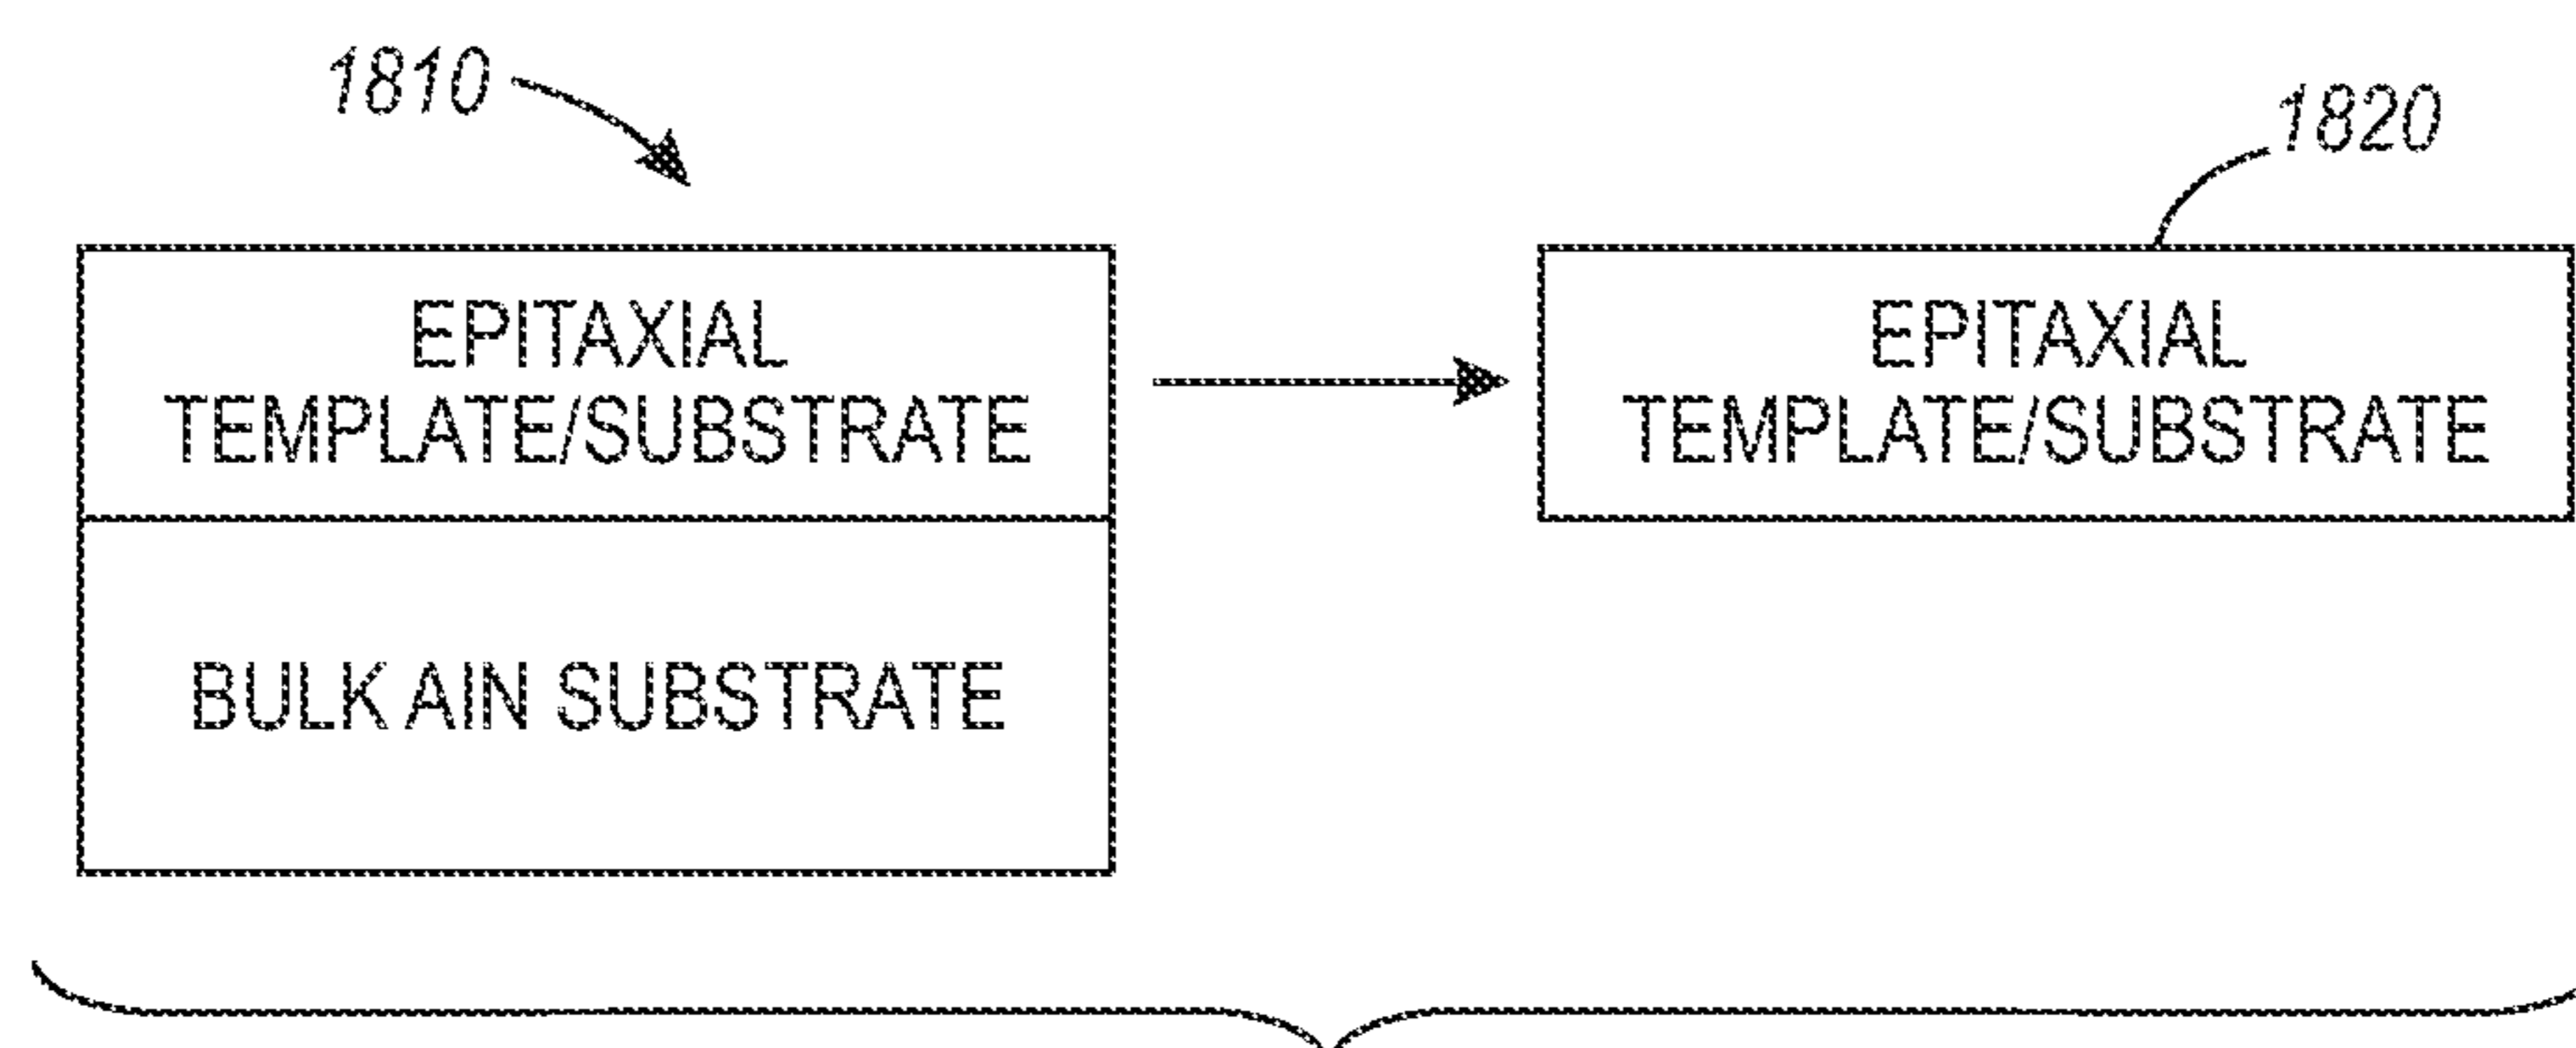 1810
1820
EPITAXIAL
TEMPLATE/SUBSTRATE
EPITAXIAL
TEMPLATE/SUBSTRATE
BULK AIN SUBSTRATE